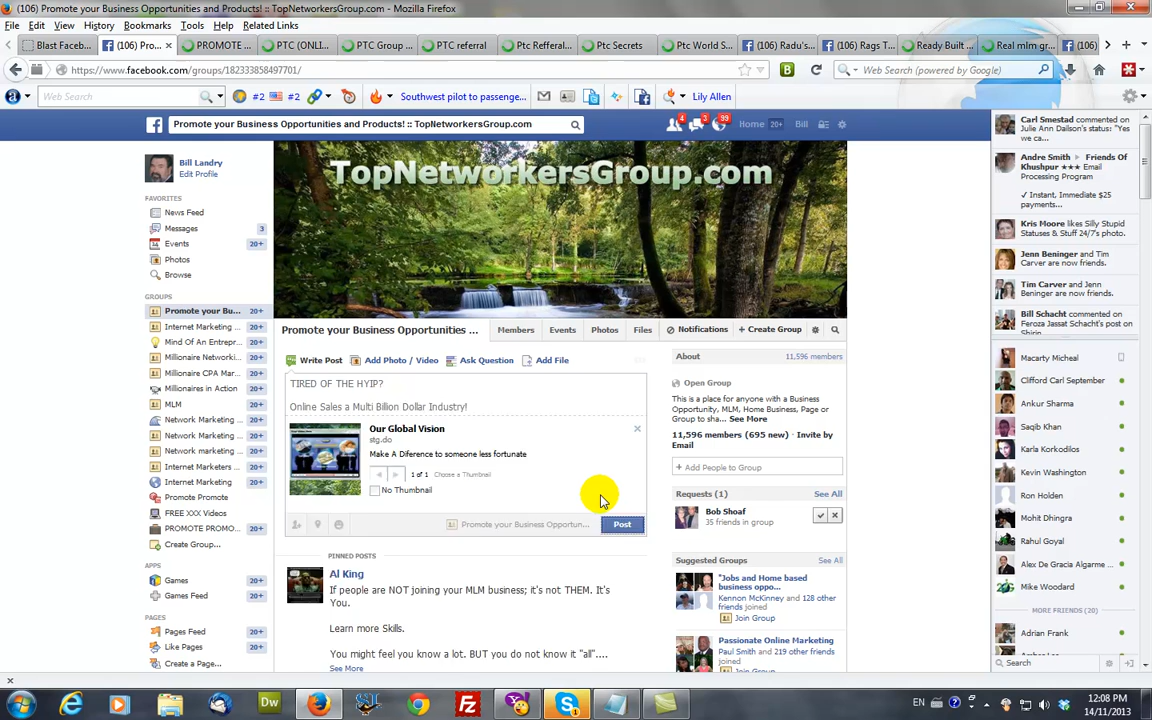 (106) Promote your Business Opportunities and Products! :: TopNetworkersGroup.com - Mozilla Firefox
File Edit View History Bookmarks Tools Help Related Links
Blast Faceb...
(106) Pro...
PROMOTE ...
PTC (ONLI...
PTC Group ...
PTC referral
Ptc Refferal...
Ptc Secrets
Ptc World S...
(106) Radu's...
(106) Rags T...
Ready Built ...
Real mlm gr...
(106)
https://www.facebook.com/groups/182333858497701/
Web Search (powered by Google)
Web Search
#2 #2
Southwest pilot to passenge...
Lily Allen
Promote your Business Opportunities and Products! :: TopNetworkersGroup.com
4 3 99
Home 20+ Bill
Bill Landry
Edit Profile
FAVORITES
News Feed
Messages 3
Events 20+
Photos
Browse
GROUPS
Promote your Bu... 20+
Internet Marketing ... 20+
Mind Of An Entrepr... 20+
Millionaire Networki... 20+
Millionaire CPA Mar... 20+
Millionaires in Action 20+
MLM 20+
Network Marketing ... 20+
Network marketing ... 20+
Network Marketing ... 20+
Internet Marketers ... 20+
Internet Marketing 20+
Promote Promote 20+
FREE XXX Videos 20+
PROMOTE PROMO... 20+
Create Group...
APPS
Games 20+
Games Feed 20+
PAGES
Pages Feed 20+
Like Pages 20+
Create a Page...
TopNetworkersGroup.com
Promote your Business Opportunities ...
Members Events Photos Files
Notifications + Create Group
Write Post Add Photo / Video Ask Question Add File
TIRED OF THE HYIP?
Online Sales a Multi Billion Dollar Industry!
Our Global Vision
stg.do
Make A Diference to someone less fortunate
1 of 1 Choose a Thumbnail
No Thumbnail
Promote your Business Opportun... Post
PINNED POSTS
Al King
If people are NOT joining your MLM business; it's not THEM. It's
You.
Learn more Skills.
You might feel you know a lot. BUT you do not know it "all"....
See More
About 11,596 members
Open Group
This is a place for anyone with a Business
Opportunity, MLM, Home Business, Page or
Group to sha... See More
11,596 members (695 new) · Invite by
Email
+ Add People to Group
Requests (1) See All
Bob Shoaf
35 friends in group
Suggested Groups See All
"Jobs and Home based
business oppo...
Kennon McKinney and 128 other
friends joined
Join Group
Passionate Online Marketing
Paul Smith and 219 other friends
joined
Join Group
Carl Smestad commented on
Julie Ann Dailson's status: "Yes
we ca...
Andre Smith ▸ Friends Of
Khushpur ★★★ Email
Processing Program
✓ Instant, Immediate $25
payments...
Kris Moore likes Silly Stupid
Statuses & Stuff 24/7's photo.
Jenn Beninger and Tim
Carver are now friends.
Tim Carver and Jenn
Beninger are now friends.
Bill Schacht commented on
Feroza Jassat Schacht's post on
Macarty Micheal
Clifford Carl September
Ankur Sharma
Saqib Khan
Karla Korkodilos
Kevin Washington
Ron Holden
Mohit Dhingra
Rahul Goyal
Alex De Gracia Algarme ...
Mike Woodard
MORE FRIENDS (20)
Adrian Frank
Search
EN
12:08 PM
14/11/2013